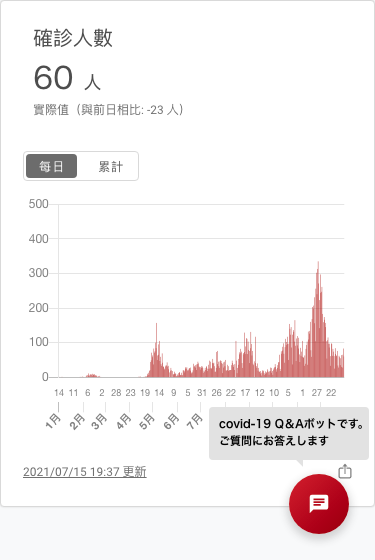 確診人數
60 人
實際值（與前日相比: -23 人）
每日 累計
500
400
300
200
100
0
14 11 6 2 28 23 19 14 9 5 31 26 22 17 12 10 5 1 27 22
1月 2月 3月 4月 5月 6月 7月
covid-19 Q&Aボットです。
ご質問にお答えします
2021/07/15 19:37 更新